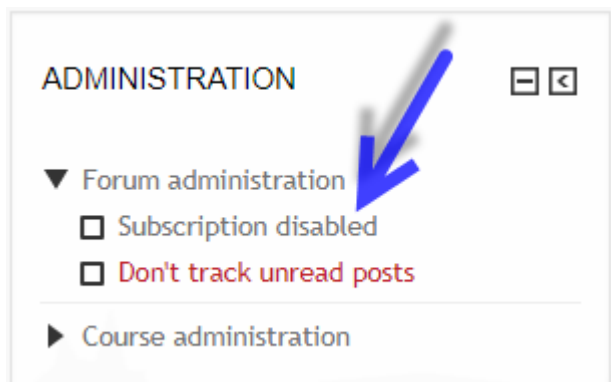 ADMINISTRATION
Forum administration
Subscription disabled
Don't track unread posts
Course administration